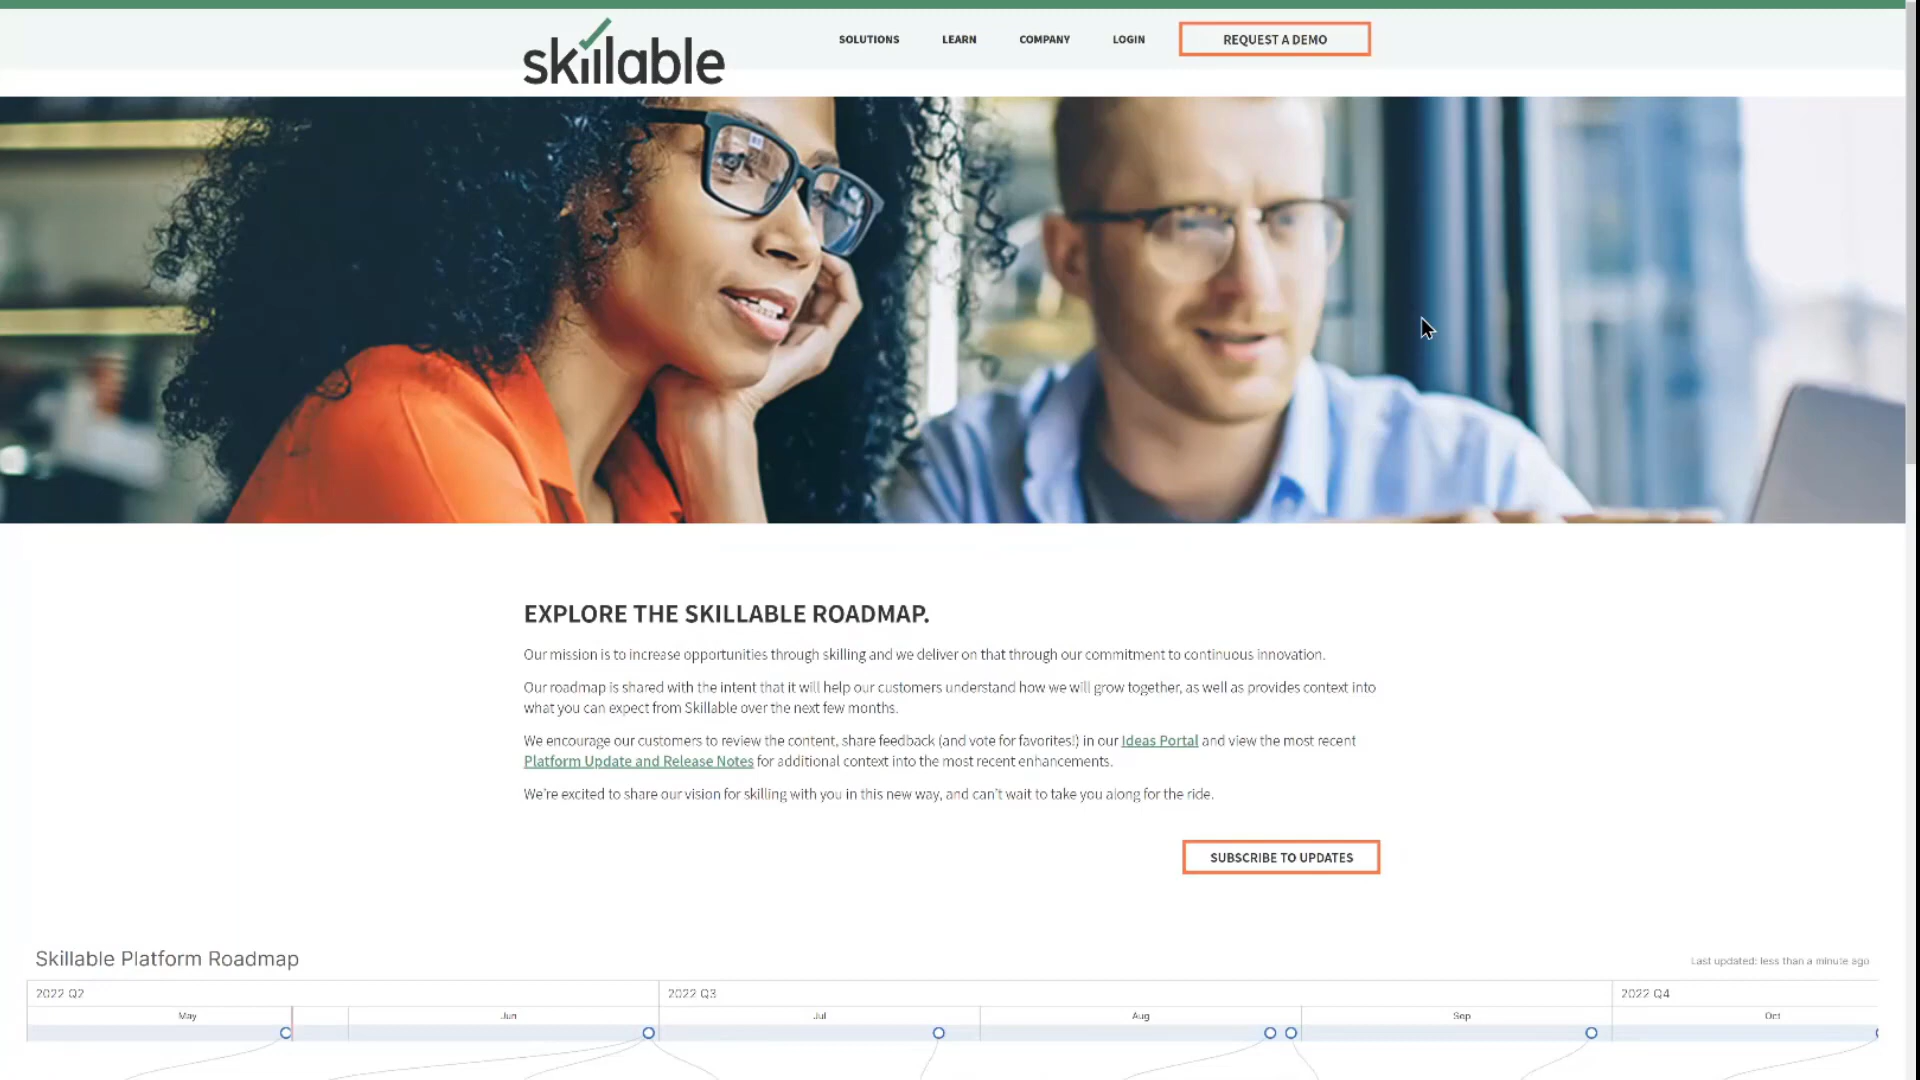 skillable
SOLUTIONS LEARN COMPANY LOGIN REQUEST A DEMO
EXPLORE THE SKILLABLE ROADMAP.
Our mission is to increase opportunities through skilling and we deliver on that through our commitment to continuous innovation.
Our roadmap is shared with the intent that it will help our customers understand how we will grow together, as well as provides context into
what you can expect from Skillable over the next few months.
We encourage our customers to review the content, share feedback (and vote for favorites!) in our Ideas Portal and view the most recent
Platform Update and Release Notes for additional context into the most recent enhancements.
We're excited to share our vision for skilling with you in this new way, and can't wait to take you along for the ride.
SUBSCRIBE TO UPDATES
Skillable Platform Roadmap
Last updated: less than a minute ago
2022 Q2 2022 Q3 2022 Q4
May Jun Jul Aug Sep Oct